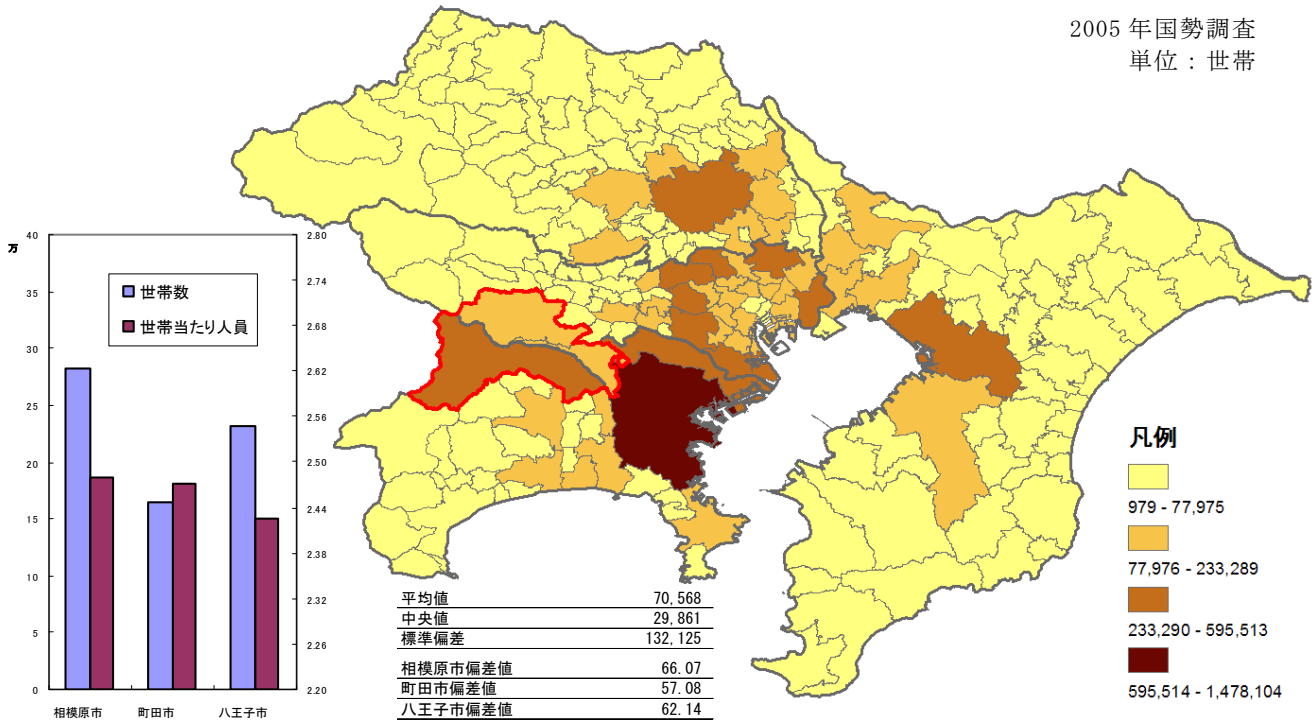 2005 年国勢調査
単位：世帯
万
40
35
30
25
20
15
10
5
0
世帯数
世帯当たり人員
2.80
2.74
2.68
2.62
2.56
2.50
2.44
2.38
2.32
2.26
2.20
相模原市 町田市 八王子市
平均値 70,568
中央値 29,861
標準偏差 132,125
相模原市偏差値 66.07
町田市偏差値 57.08
八王子市偏差値 62.14
凡例
979 - 77,975
77,976 - 233,289
233,290 - 595,513
595,514 - 1,478,104